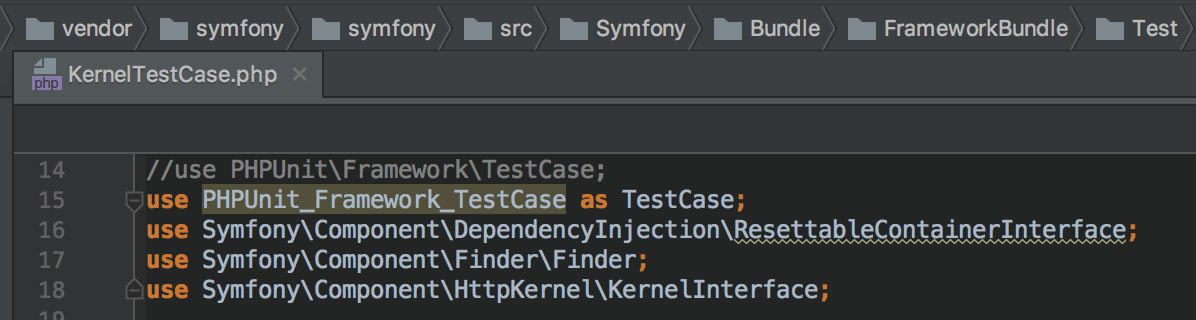 vendor symfony symfony src Symfony Bundle FrameworkBundle Test
php KernelTestCase.php ×
14 //use PHPUnit\Framework\TestCase;
15 use PHPUnit_Framework_TestCase as TestCase;
16 use Symfony\Component\DependencyInjection\ResettableContainerInterface;
17 use Symfony\Component\Finder\Finder;
18 use Symfony\Component\HttpKernel\KernelInterface;
19